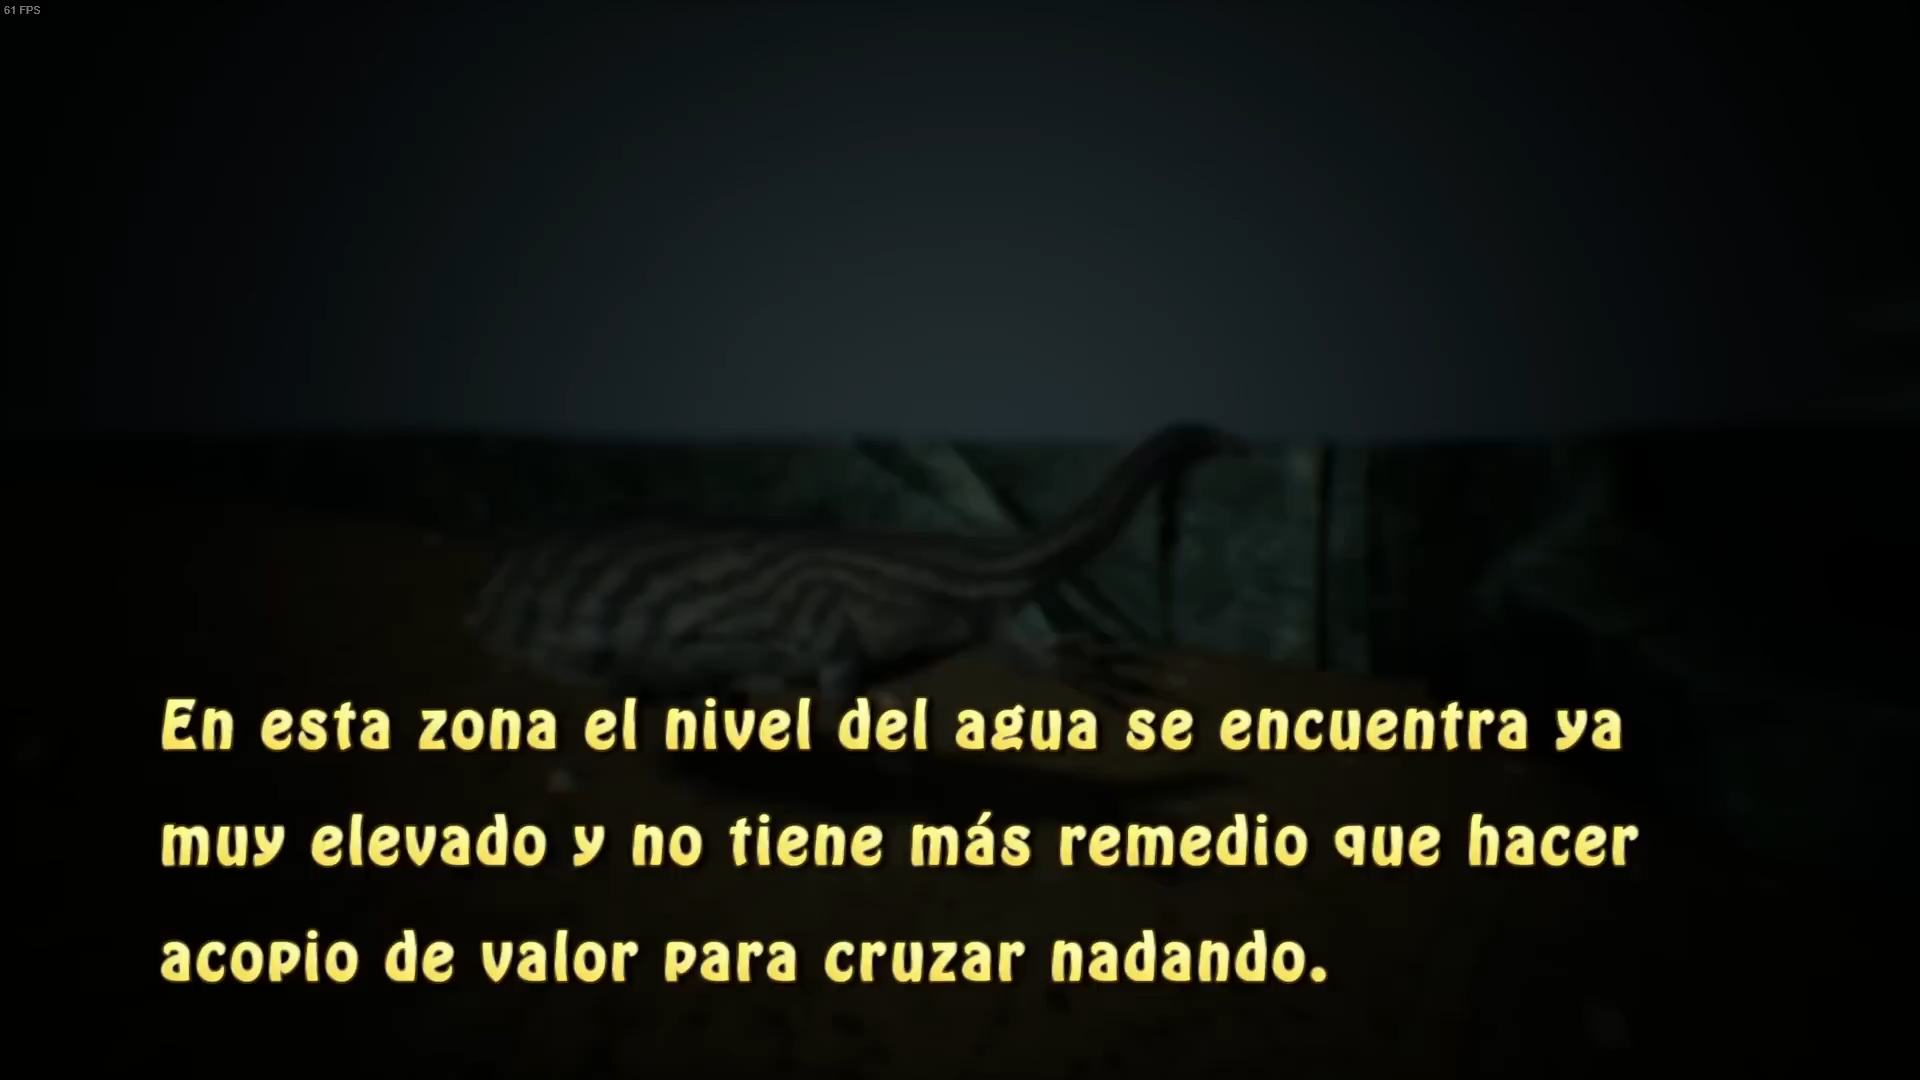 61 FPS
En esta zona el nivel del agua se encuentra ya
muy elevado y no tiene más remedio que hacer
acopio de valor para cruzar nadando.